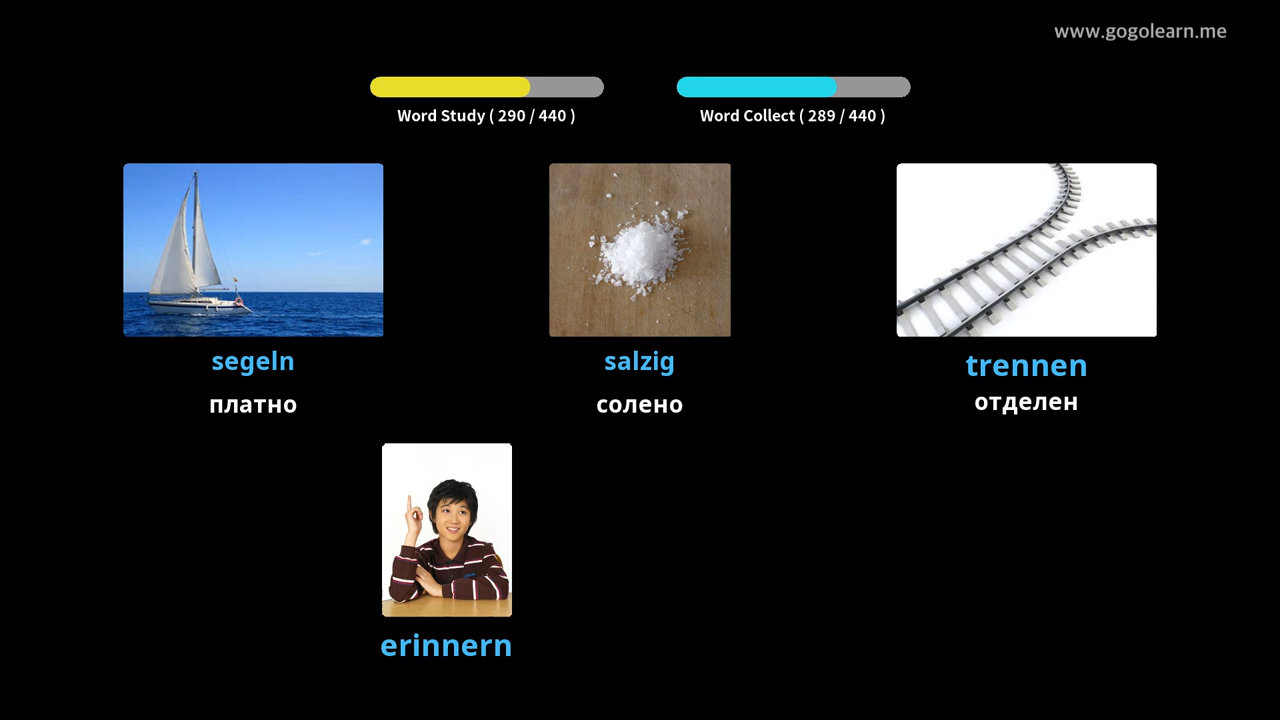 www.gogolearn.me
Word Study ( 290 / 440 )
Word Collect ( 289 / 440 )
segeln
salzig
trennen
платно
солено
отделен
erinnern